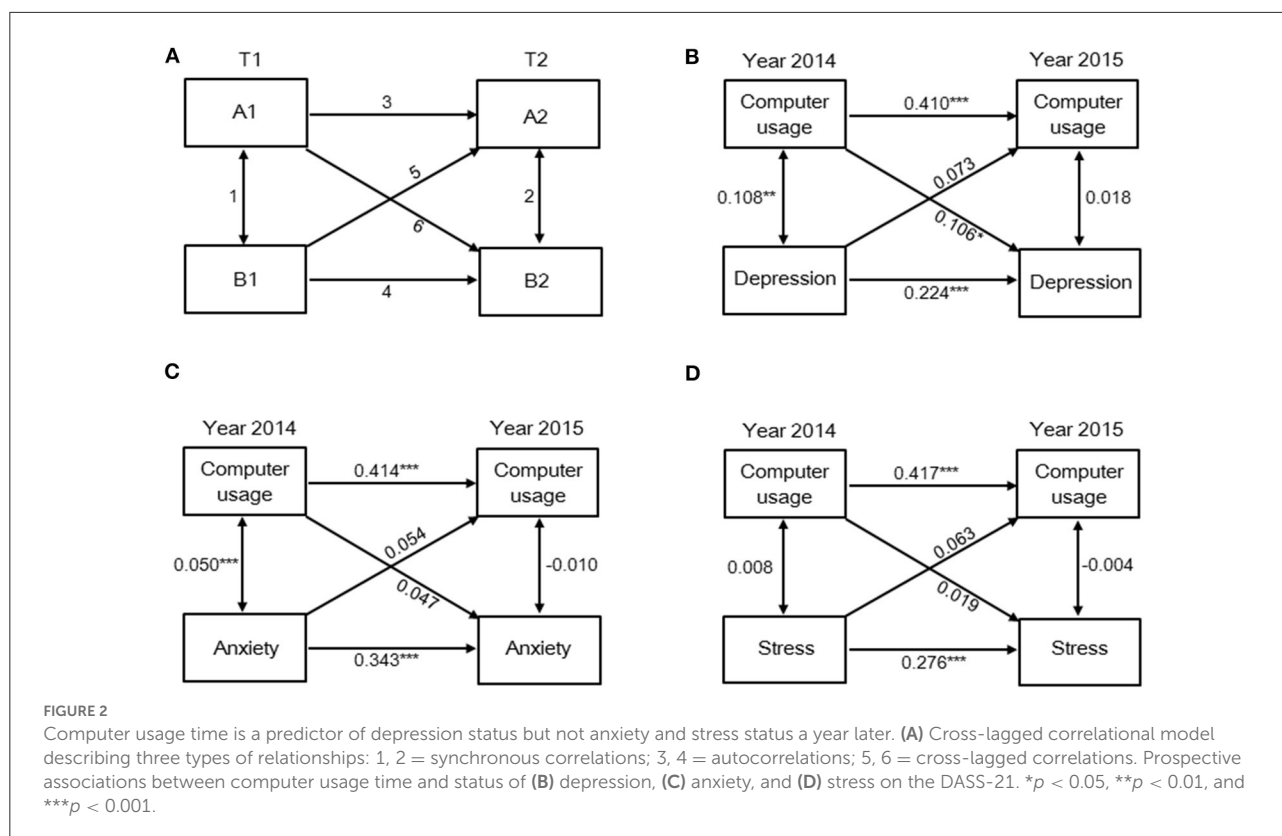 A
T1
T2
A1
3
A2
1
5
6
2
B1
4
B2
B
Year 2014
Year 2015
Computer
usage
0.410***
Computer
usage
0.108**
0.073
0.106*
0.018
Depression
0.224***
Depression
C
Year 2014
Year 2015
Computer
usage
0.414***
Computer
usage
0.050***
0.054
0.047
-0.010
Anxiety
0.343***
Anxiety
D
Year 2014
Year 2015
Computer
usage
0.417***
Computer
usage
0.008
0.063
0.019
-0.004
Stress
0.276***
Stress
FIGURE 2
Computer usage time is a predictor of depression status but not anxiety and stress status a year later. (A) Cross-lagged correlational model
describing three types of relationships: 1, 2 = synchronous correlations; 3, 4 = autocorrelations; 5, 6 = cross-lagged correlations. Prospective
associations between computer usage time and status of (B) depression, (C) anxiety, and (D) stress on the DASS-21. *p < 0.05, **p < 0.01, and
***p < 0.001.